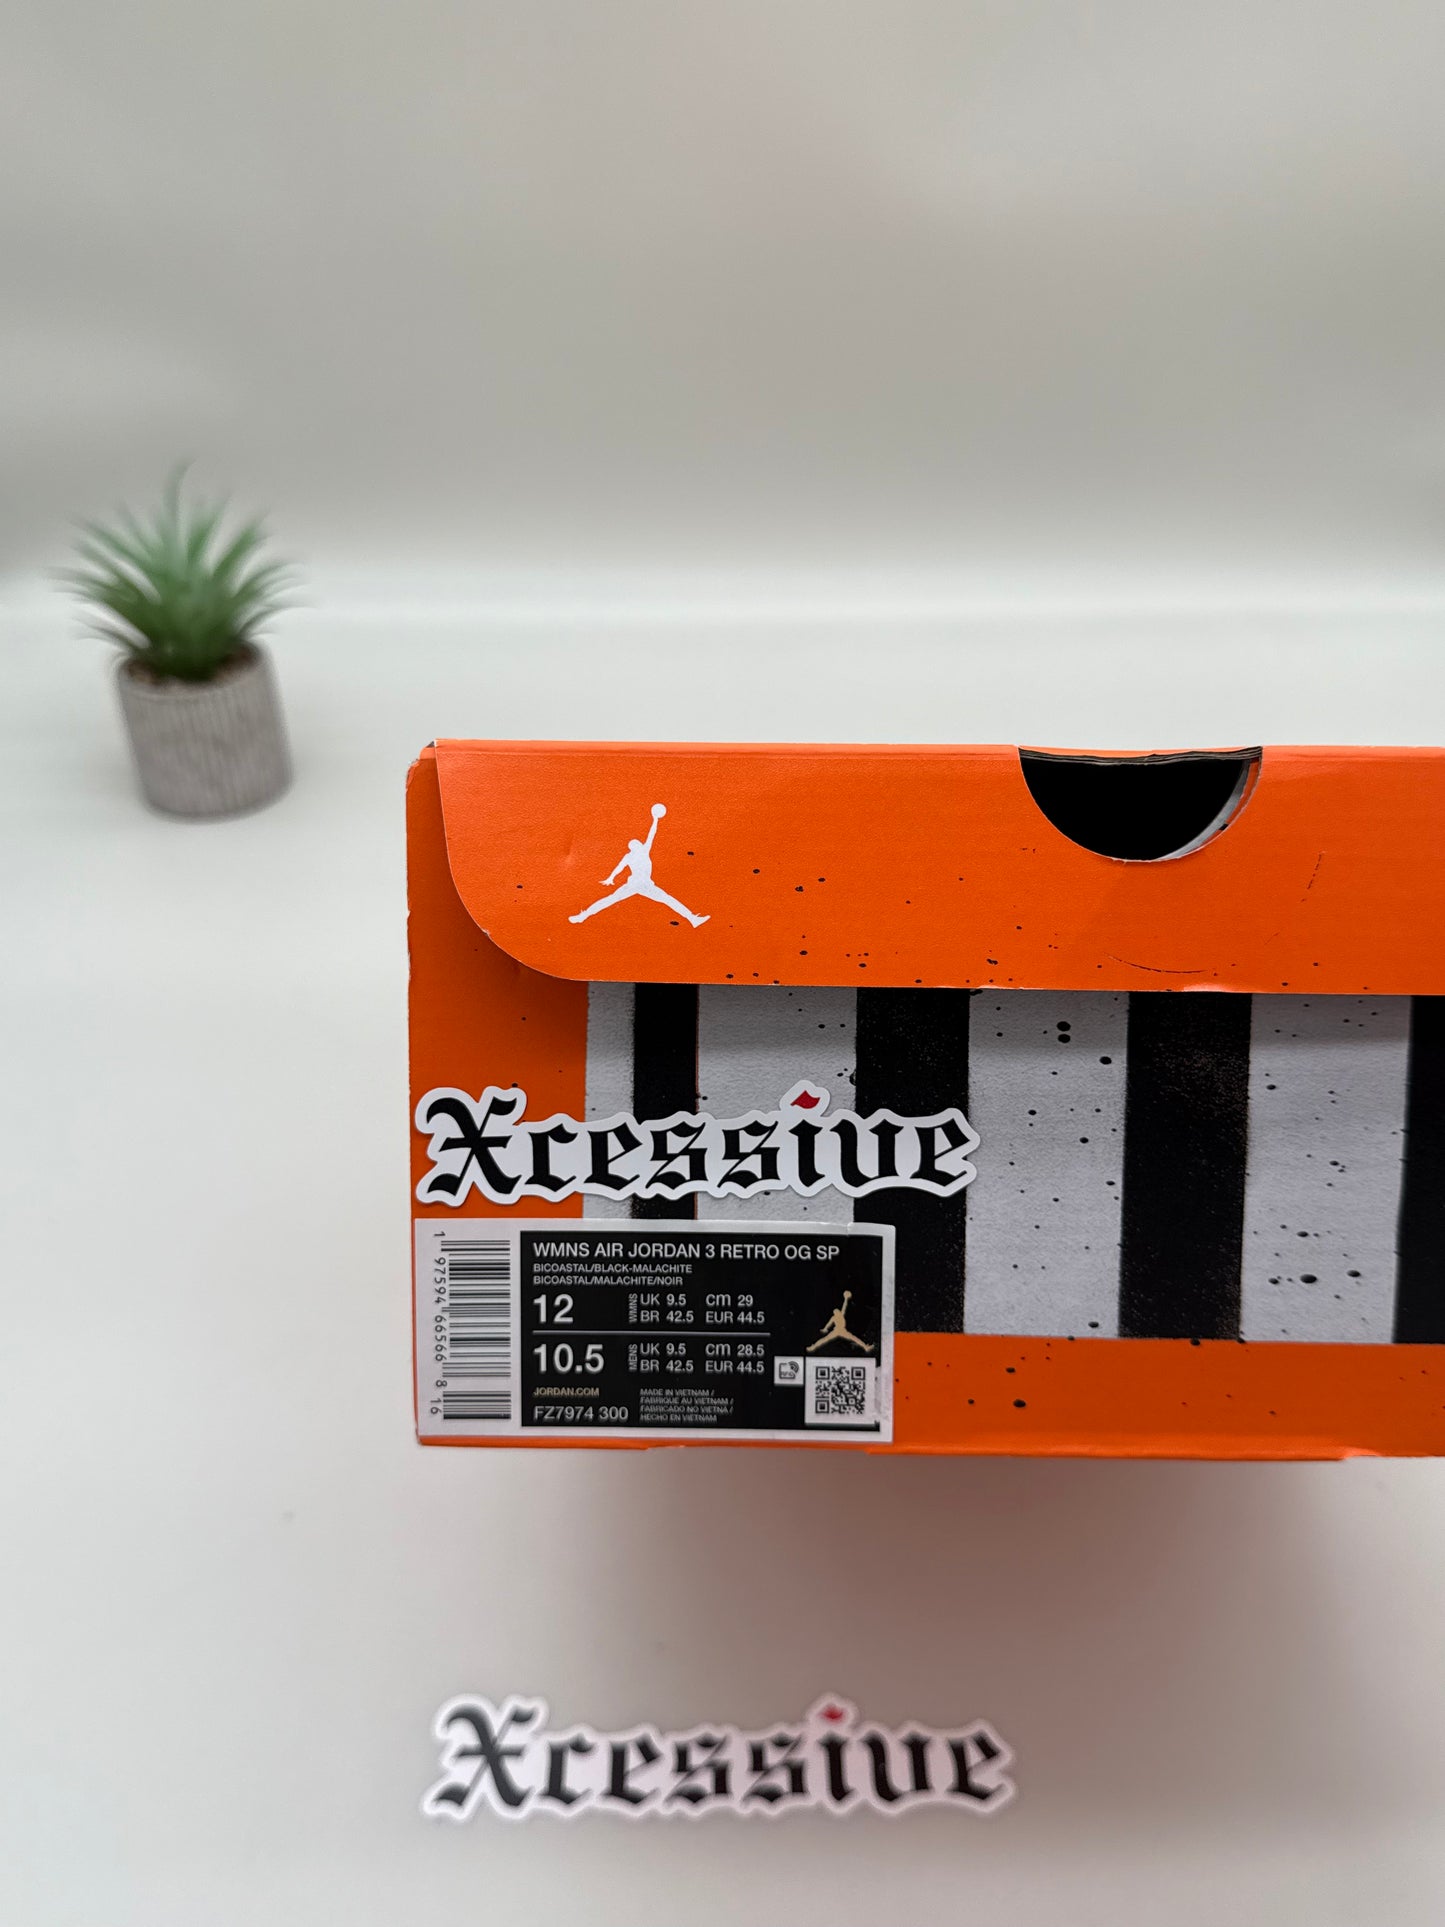 Xcessive
1 97594 66566 8 16
WMNS AIR JORDAN 3 RETRO OG SP
BICOASTAL/BLACK-MALACHITE
BICOASTAL/MALACHITE/NOIR
12 WMNS UK 9.5 cm 29
BR 42.5 EUR 44.5
10.5 MENS UK 9.5 cm 28.5
BR 42.5 EUR 44.5
JORDAN.COM
FZ7974 300
MADE IN VIETNAM /
FABRIQUE AU VIETNAM /
FABRICADO NO VIETNA /
HECHO EN VIETNAM
Xcessive